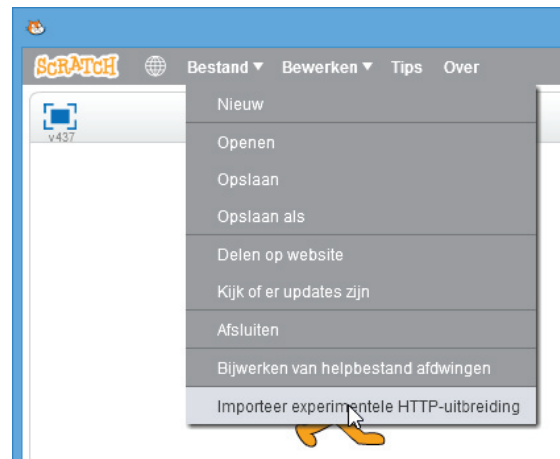 SCRATCH Bestand Bewerken Tips Over
v437
Nieuw
Openen
Opslaan
Opslaan als
Delen op website
Kijk of er updates zijn
Afsluiten
Bijwerken van helpbestand afdwingen
Importeer experimentele HTTP-uitbreiding